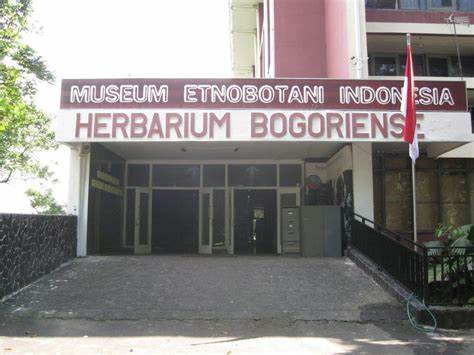 MUSEUM ETNOBOTANI INDONESIA
HERBARIUM BOGORIENSE